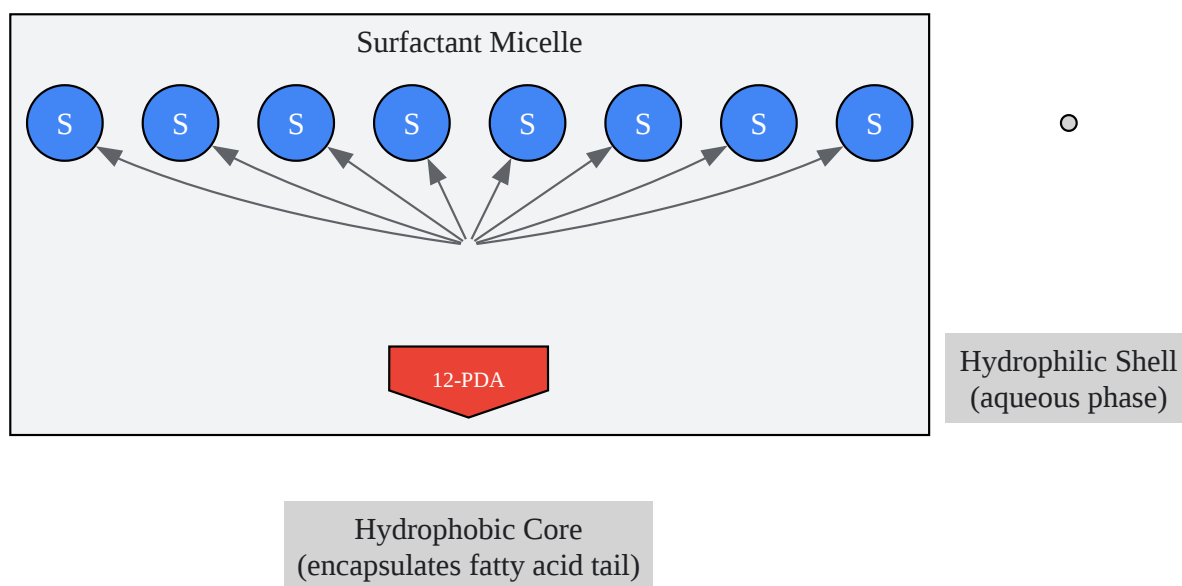 Surfactant Micelle
S S S S S S S S
12-PDA
Hydrophilic Shell
(aqueous phase)
Hydrophobic Core
(encapsulates fatty acid tail)